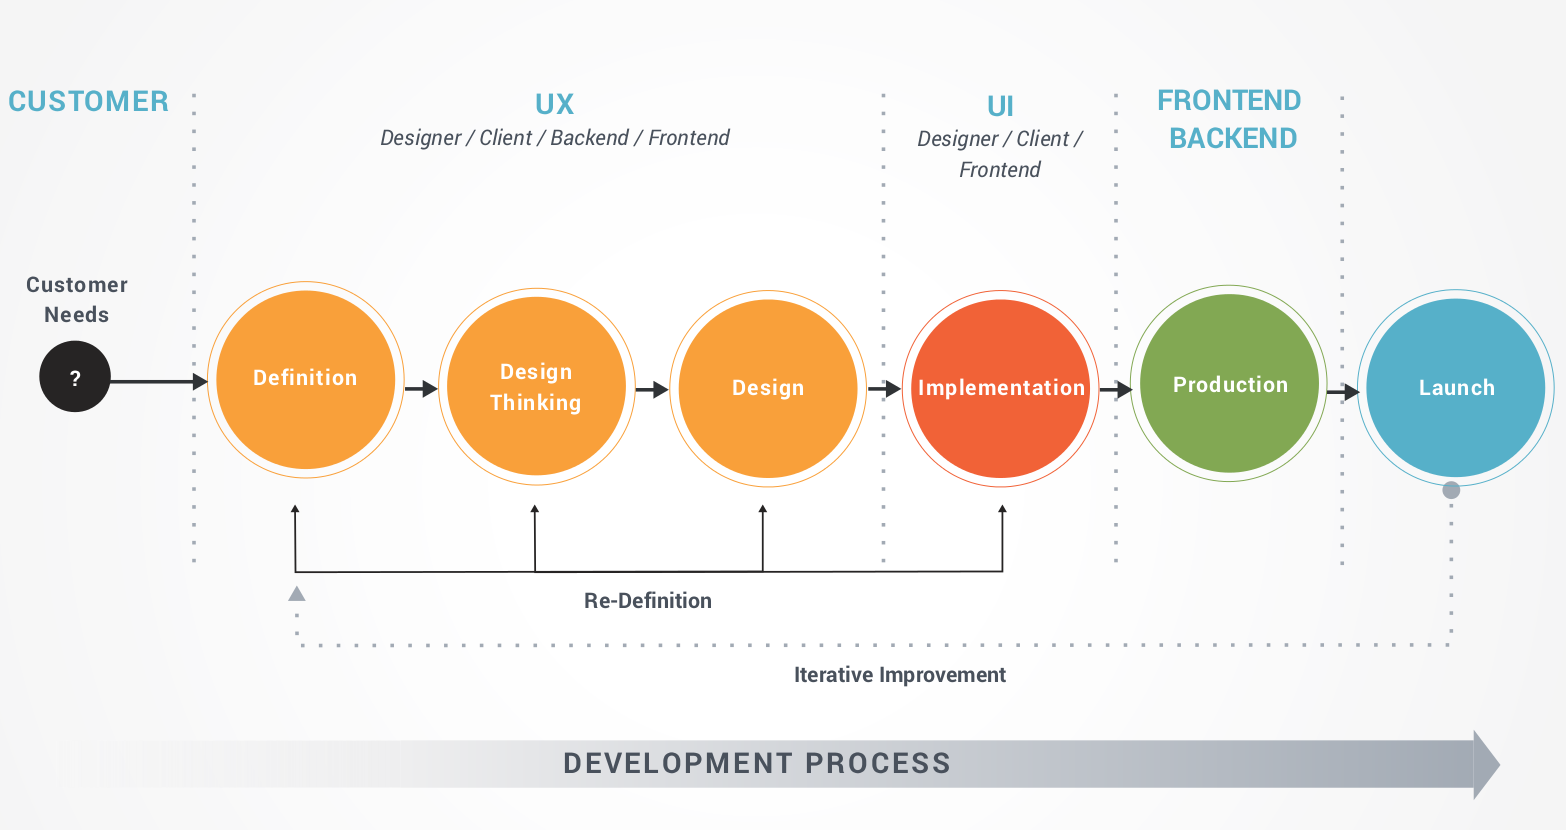 CUSTOMER
UX
Designer / Client / Backend / Frontend
UI
Designer / Client /
Frontend
FRONTEND
BACKEND
Customer
Needs
?
Definition
Design
Thinking
Design
Implementation
Production
Launch
Re-Definition
Iterative Improvement
DEVELOPMENT PROCESS